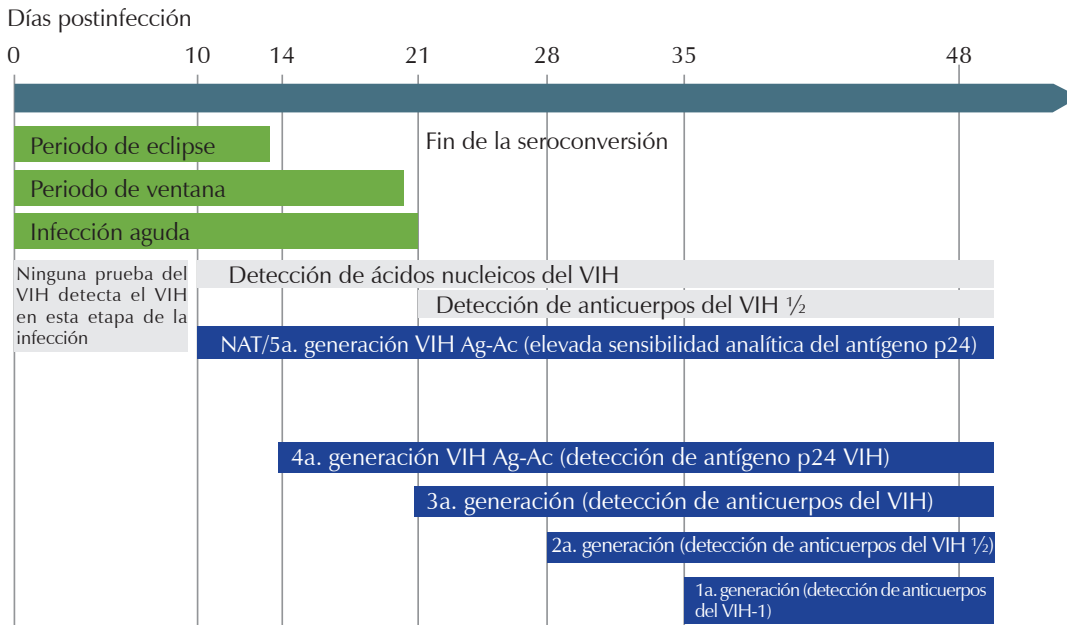 Días postinfección
0 10 14 21 28 35 48
Periodo de eclipse
Fin de la seroconversión
Periodo de ventana
Infección aguda
Ninguna prueba del
VIH detecta el VIH
en esta etapa de la
infección
Detección de ácidos nucleicos del VIH
Detección de anticuerpos del VIH ½
NAT/5a. generación VIH Ag-Ac (elevada sensibilidad analítica del antígeno p24)
4a. generación VIH Ag-Ac (detección de antígeno p24 VIH)
3a. generación (detección de anticuerpos del VIH)
2a. generación (detección de anticuerpos del VIH ½)
1a. generación (detección de anticuerpos
del VIH-1)